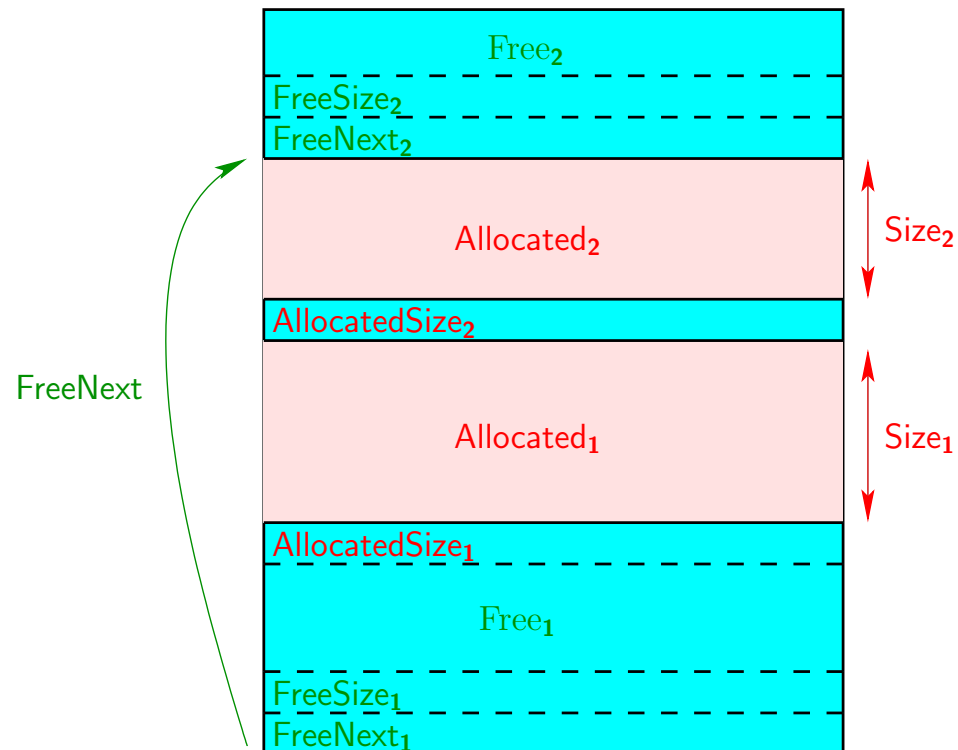 Free₂
FreeSize₂
FreeNext₂
Allocated₂
Size₂
AllocatedSize₂
FreeNext
Allocated₁
Size₁
AllocatedSize₁
Free₁
FreeSize₁
FreeNext₁